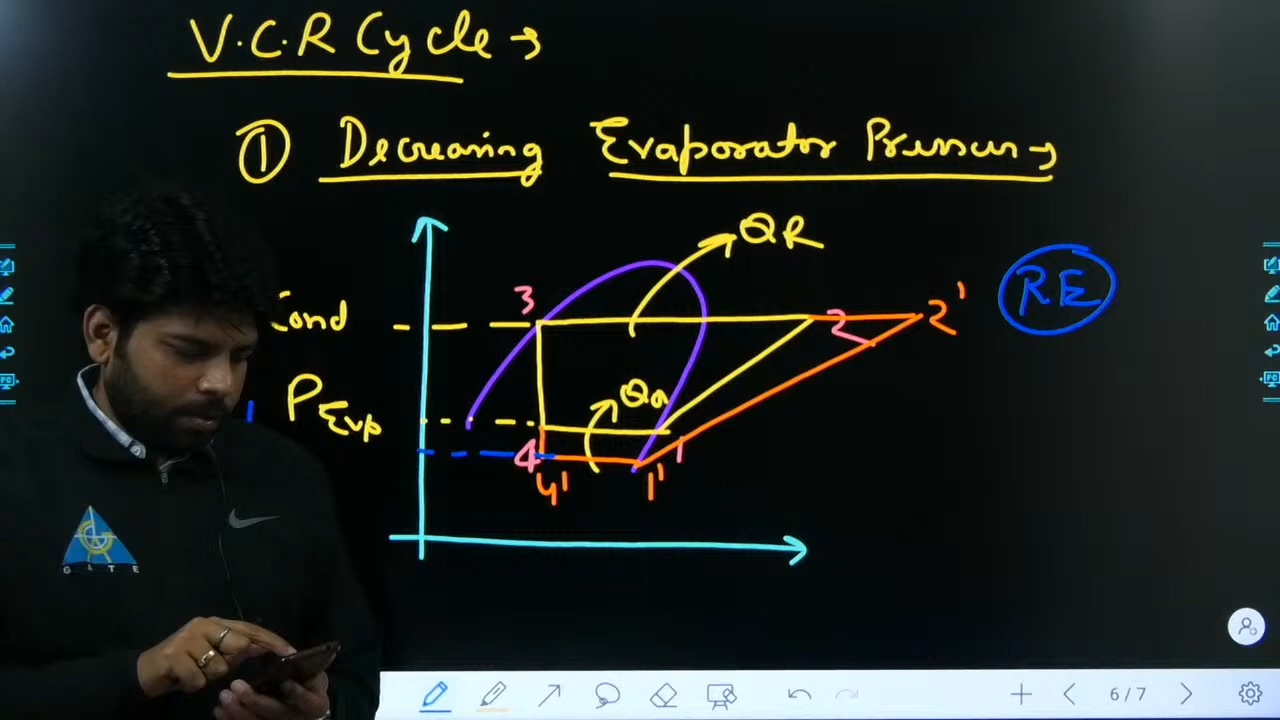 V.C.R Cycle →
① Decreasing Evaporator Pressure →
QR
RE
3
2
2'
Cond
Qa
PEvp
4
1
4'
1'
GLTE
6/7